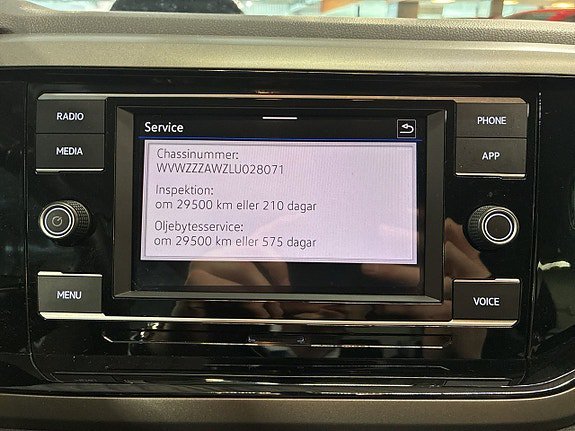 RADIO
MEDIA
MENU
Service
Chassinummer:
WVWZZZAWZLU028071
Inspektion:
om 29500 km eller 210 dagar
Oljebytesservice:
om 29500 km eller 575 dagar
PHONE
APP
VOICE